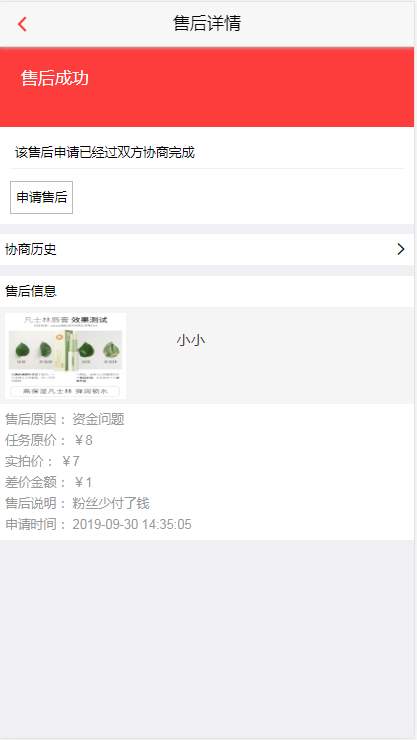 售后详情
售后成功
该售后申请已经过双方协商完成
申请售后
协商历史
售后信息
凡士林唇膏 效果测试
小小
高保湿凡士林 弹润锁水
售后原因： 资金问题
任务原价： ￥8
实拍价： ￥7
差价金额： ￥1
售后说明： 粉丝少付了钱
申请时间： 2019-09-30 14:35:05